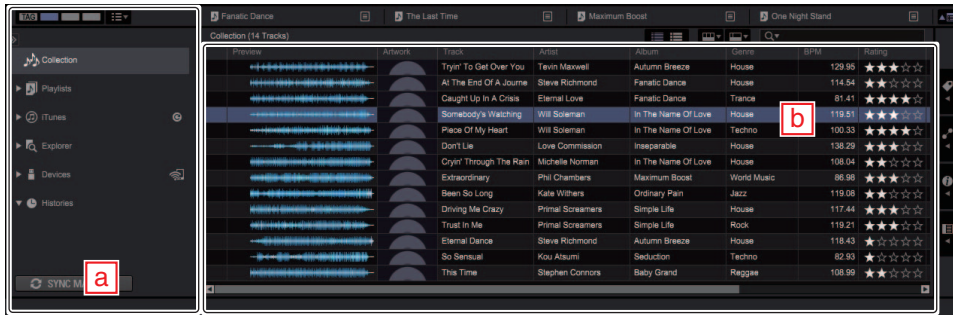 TAG
Fanatic Dance The Last Time Maximum Boost One Night Stand
Collection (14 Tracks)
Collection
Playlists
iTunes
Explorer
Devices
Histories
SYNC M
a
b
Preview Artwork Track Artist Album Genre BPM Rating
Tryin' To Get Over You Tevin Maxwell Autumn Breeze House 129.95 ★★★☆☆
At The End Of A Journe Steve Richmond Fanatic Dance House 114.54 ★★☆☆☆
Caught Up In A Crisis Eternal Love Fanatic Dance Trance 81.41 ★★★★☆
Somebody's Watching Will Soleman In The Name Of Love House 119.51 ★★★☆☆
Piece Of My Heart Will Soleman In The Name Of Love Techno 100.33 ★★★★☆
Don't Lie Love Commission Inseparable House 138.29 ★★★☆☆
Cryin' Through The Rain Michelle Norman In The Name Of Love House 108.04 ★★☆☆☆
Extraordinary Phil Chambers Maximum Boost World Music 86.98 ★★★☆☆
Been So Long Kate Withers Ordinary Pain Jazz 119.08 ★★☆☆☆
Driving Me Crazy Primal Screamers Simple Life House 117.44 ★★★☆☆
Trust In Me Primal Screamers Simple Life Rock 119.21 ★★★☆☆
Eternal Dance Steve Richmond Autumn Breeze House 118.43 ★☆☆☆☆
So Sensual Kou Atsumi Seduction Techno 82.93 ★☆☆☆☆
This Time Stephen Connors Baby Grand Reggae 108.99 ★★☆☆☆